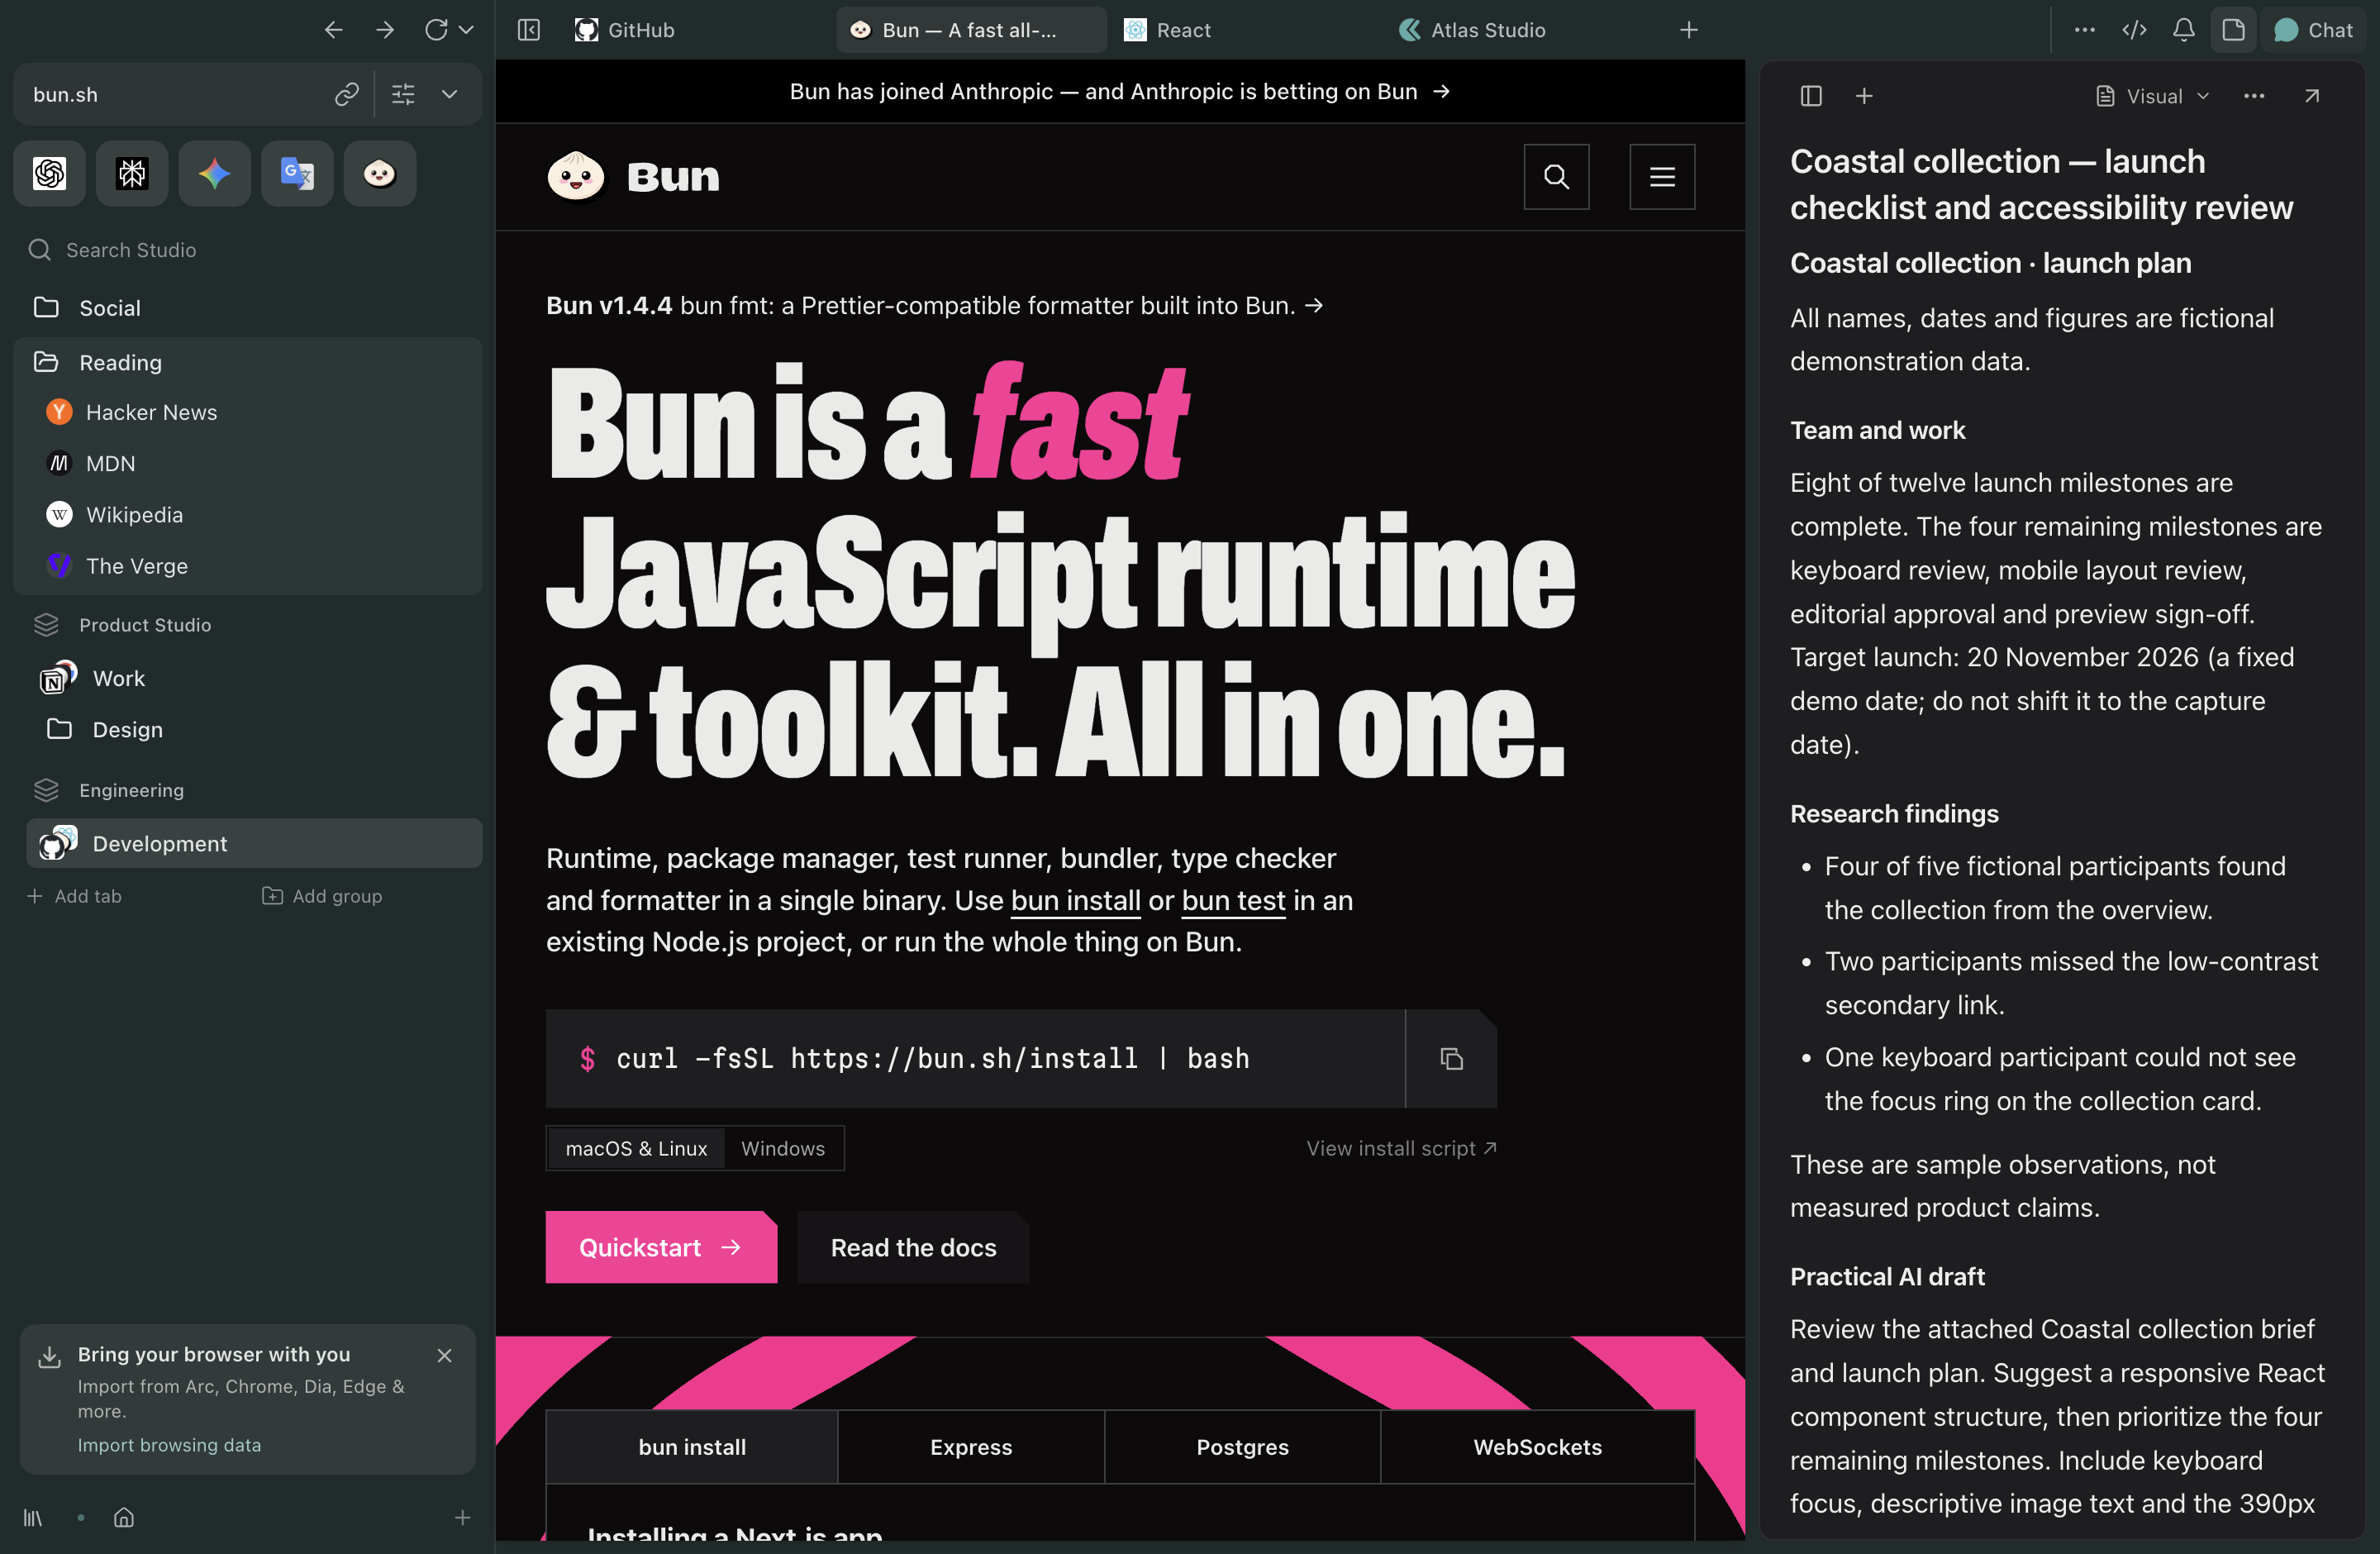 bun.sh
Search Studio
Social
Reading
Hacker News
MDN
Wikipedia
The Verge
Product Studio
Work
Design
Engineering
Development
Add tab
Add group
Bring your browser with you
Import from Arc, Chrome, Dia, Edge &
more.
Import browsing data
GitHub
Bun — A fast all-...
React
Atlas Studio
Chat
Bun has joined Anthropic — and Anthropic is betting on Bun →
Bun
Bun v1.4.4 bun fmt: a Prettier-compatible formatter built into Bun. →
Bun is a fast
JavaScript runtime
& toolkit. All in one.
Runtime, package manager, test runner, bundler, type checker
and formatter in a single binary. Use bun install or bun test in an
existing Node.js project, or run the whole thing on Bun.
$ curl -fsSL https://bun.sh/install | bash
macOS & Linux
Windows
View install script ↗
Quickstart →
Read the docs
bun install
Express
Postgres
WebSockets
Installing a Next.js app
Visual
Coastal collection — launch
checklist and accessibility review
Coastal collection · launch plan
All names, dates and figures are fictional
demonstration data.
Team and work
Eight of twelve launch milestones are
complete. The four remaining milestones are
keyboard review, mobile layout review,
editorial approval and preview sign-off.
Target launch: 20 November 2026 (a fixed
demo date; do not shift it to the capture
date).
Research findings
• Four of five fictional participants found
the collection from the overview.
• Two participants missed the low-contrast
secondary link.
• One keyboard participant could not see
the focus ring on the collection card.
These are sample observations, not
measured product claims.
Practical AI draft
Review the attached Coastal collection brief
and launch plan. Suggest a responsive React
component structure, then prioritize the four
remaining milestones. Include keyboard
focus, descriptive image text and the 390px